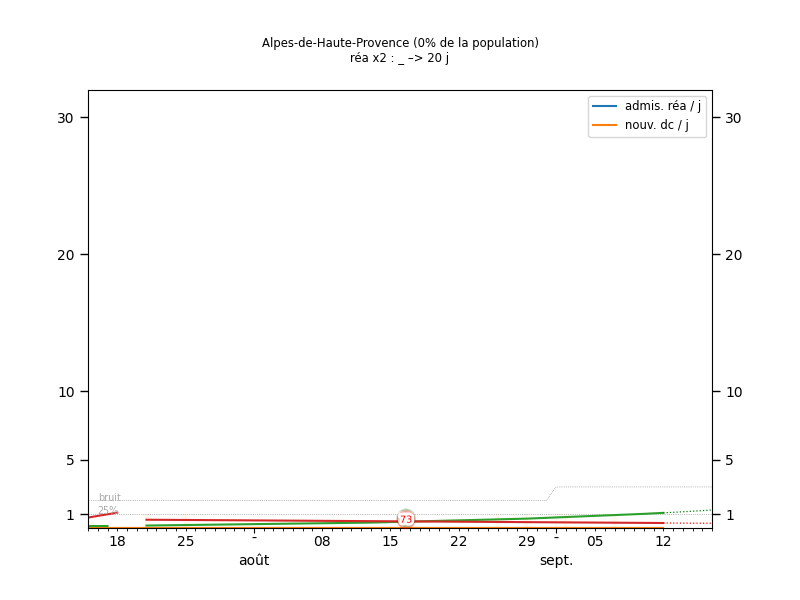 Alpes-de-Haute-Provence (0% de la population)
réa x2 : _ –> 20 j
admis. réa / j
nouv. dc / j
30 30
20 20
10 10
5 5
bruit
25%
1 73 1
18 25 - 08 15 22 29 - 05 12
août sept.